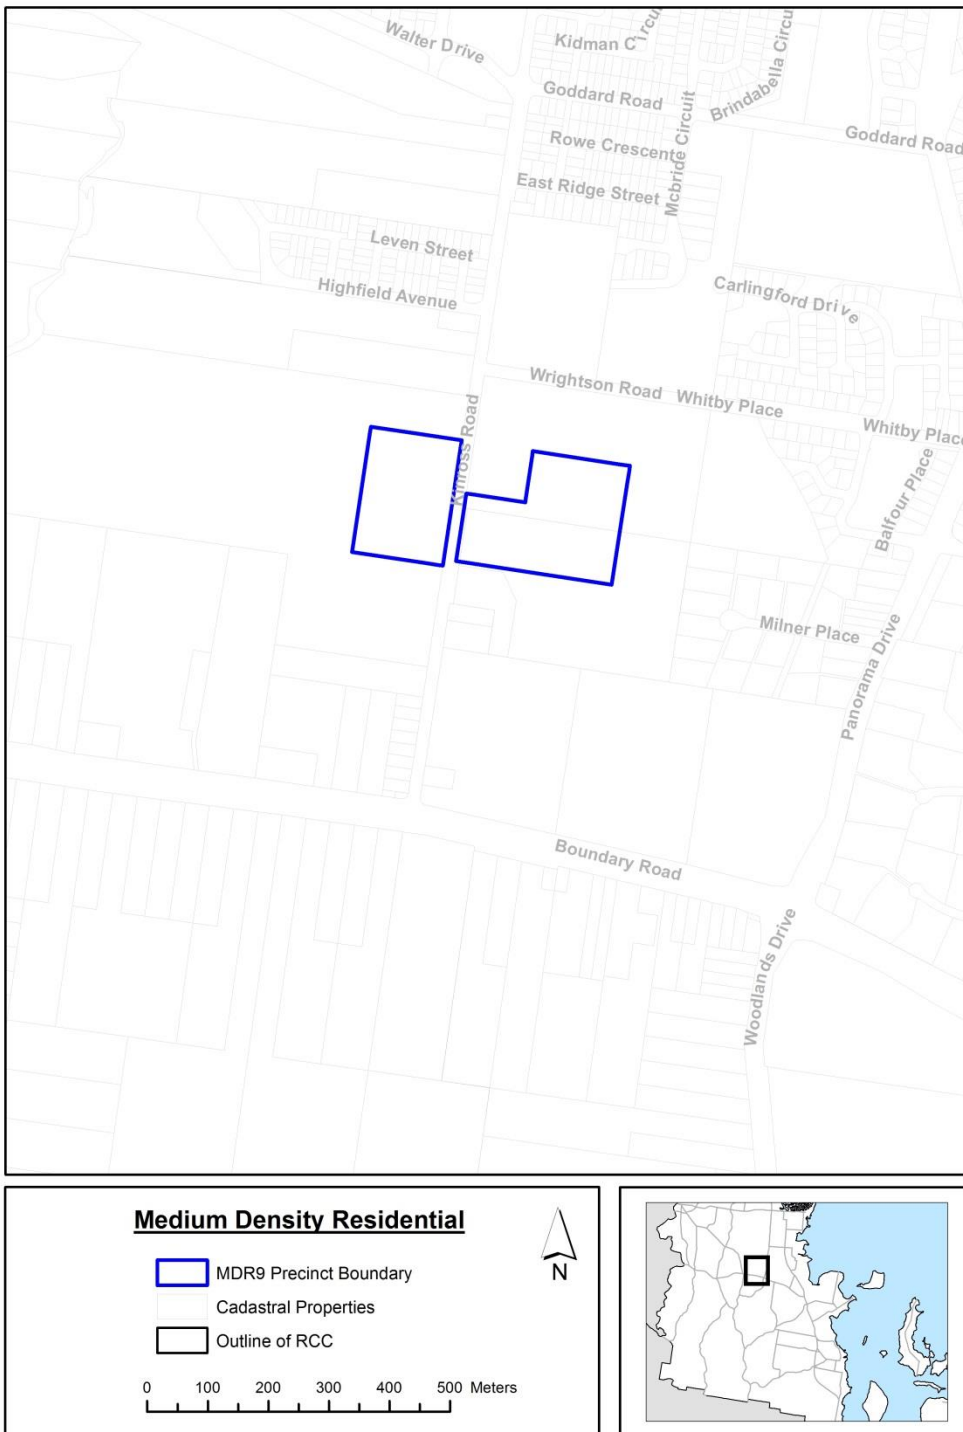 Walter Drive
Kidman C
ircu
Goddard Road
Brindabella Circu
Goddard Road
Rowe Crescent
Mcbride Circuit
East Ridge Street
Leven Street
Highfield Avenue
Carlingford Drive
Wrightson Road
Whitby Place
Whitby Place
Kinross Road
Balfour Place
Milner Place
Panorama Drive
Boundary Road
Woodlands Drive
Medium Density Residential
MDR9 Precinct Boundary
Cadastral Properties
Outline of RCC
N
0 100 200 300 400 500 Meters